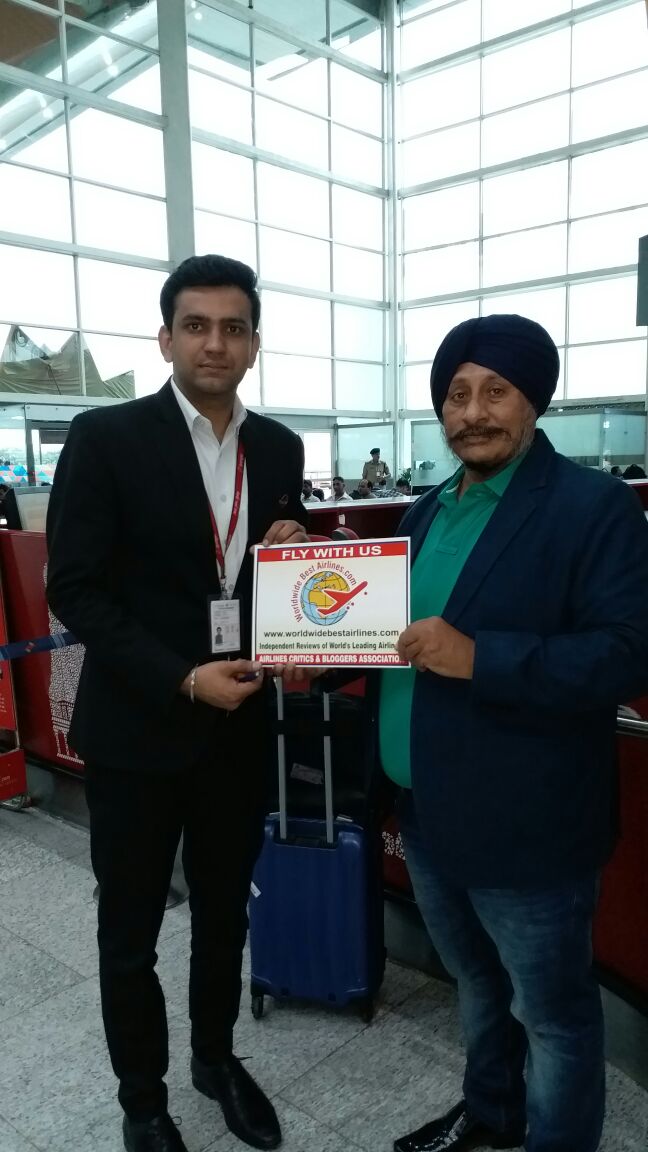 FLY WITH US
Worldwide Best Airlines.com
www.worldwidebestairlines.com
Independent Reviews of World's Leading Airlin
AIRLINES CRITICS & BLOGGERS ASSOCIATIO